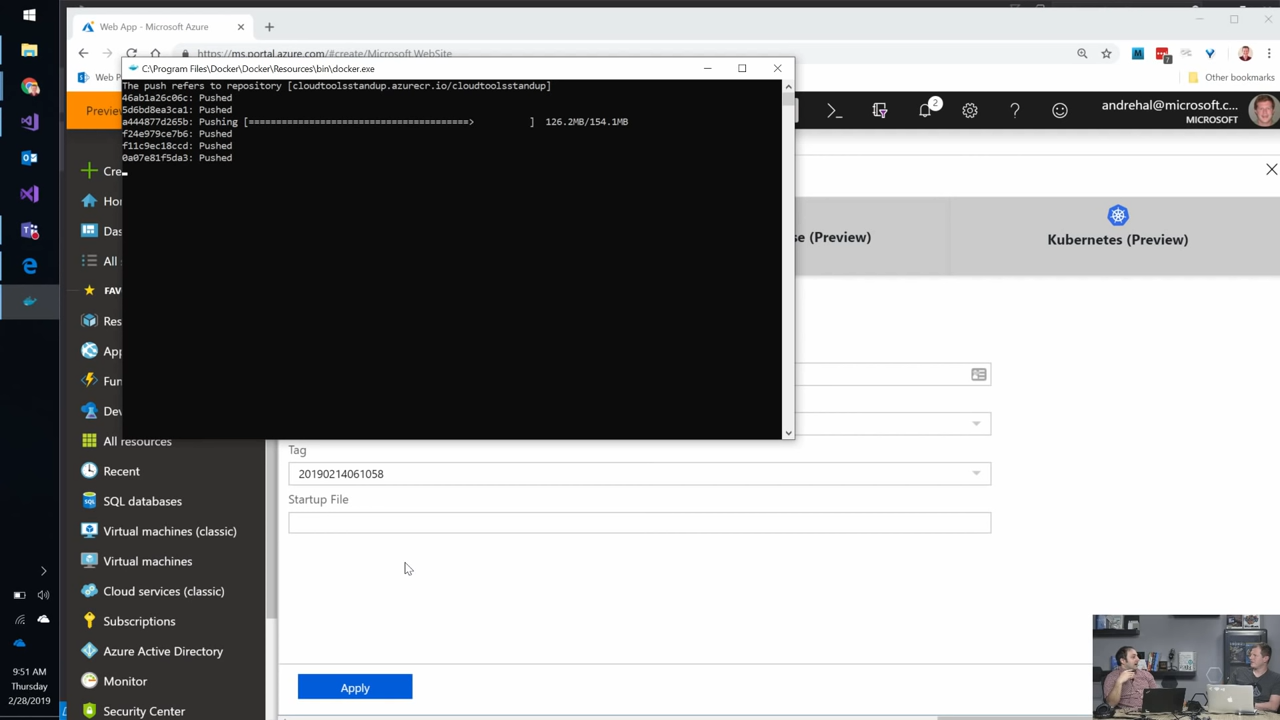 Web App - Microsoft Azure
https://ms.portal.azure.com/#create/Microsoft.WebSite
Web P
Other bookmarks
7
C:\Program Files\Docker\Docker\Resources\bin\docker.exe
The push refers to repository [cloudtoolsstandup.azurecr.io/cloudtoolsstandup]
46ab1a26c06c: Pushed
5d6bd8ea3ca1: Pushed
a444877d265b: Pushing [=======================================> ] 126.2MB/154.1MB
f24e979ce7b6: Pushed
f11c9ec18ccd: Pushed
0a07e81f5da3: Pushed
Preview
2
andrehal@microsoft.c...
MICROSOFT
Cre
Ho
Das
All
FAV
Res
App
Fun
Dev
All resources
Recent
SQL databases
Virtual machines (classic)
Virtual machines
Cloud services (classic)
Subscriptions
Azure Active Directory
Monitor
Security Center
se (Preview)
Kubernetes (Preview)
Tag
20190214061058
Startup File
Apply
9:51 AM
Thursday
2/28/2019